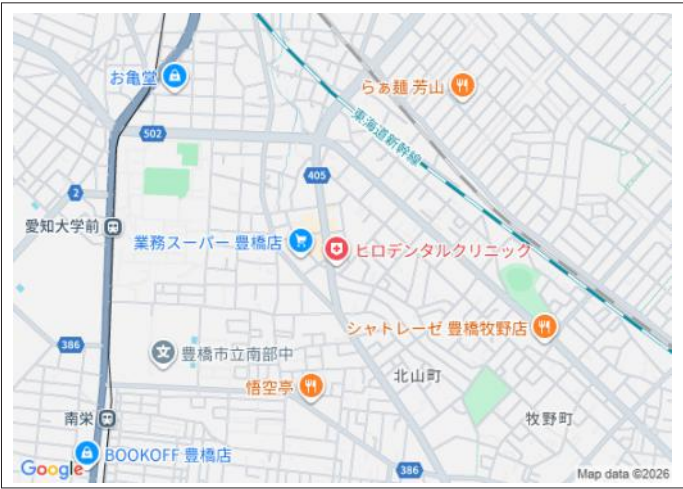 お亀堂
らぁ麺 芳山
東海道新幹線
502
405
2
愛知大学前
業務スーパー 豊橋店
ヒロデンタルクリニック
シャトレーゼ 豊橋牧野店
386
豊橋市立南部中
北山町
悟空亭
牧野町
南栄
BOOKOFF 豊橋店
386
Google
Map data ©2026